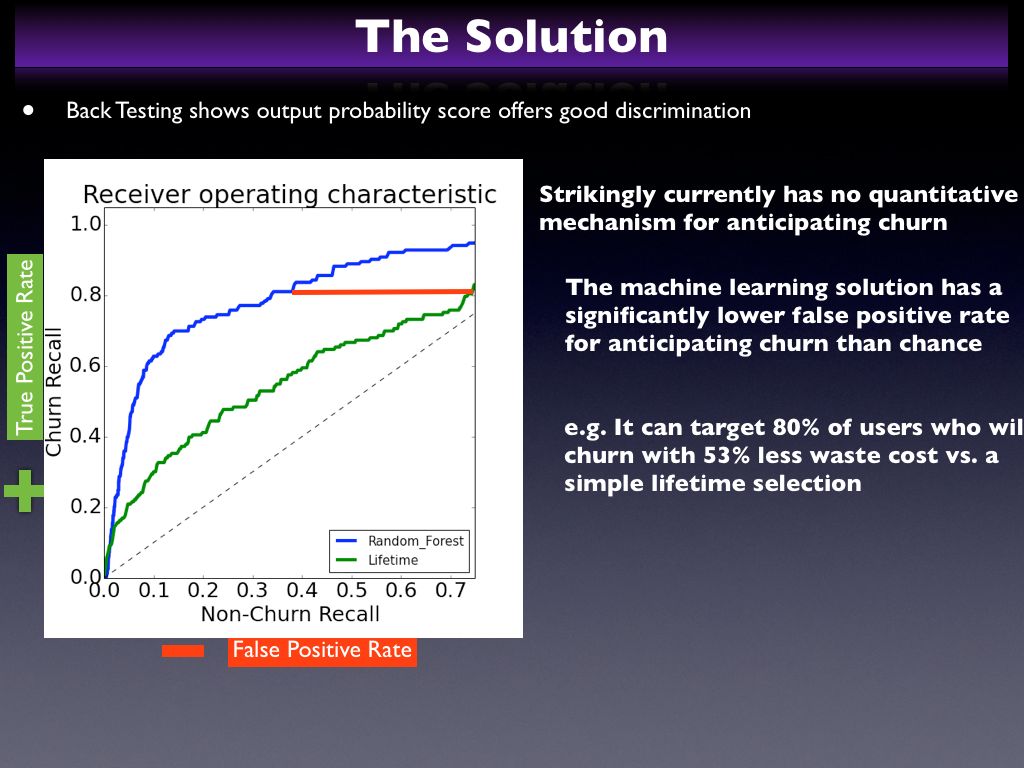 The Solution
• Back Testing shows output probability score offers good discrimination
Receiver operating characteristic
1.0
0.8
0.6
0.4
0.2
0.0
0.0 0.1 0.2 0.3 0.4 0.5 0.6 0.7
Non-Churn Recall
Churn Recall
True Positive Rate
Random_Forest
Lifetime
False Positive Rate
Strikingly currently has no quantitative
mechanism for anticipating churn
The machine learning solution has a
significantly lower false positive rate
for anticipating churn than chance
e.g. It can target 80% of users who wil
churn with 53% less waste cost vs. a
simple lifetime selection